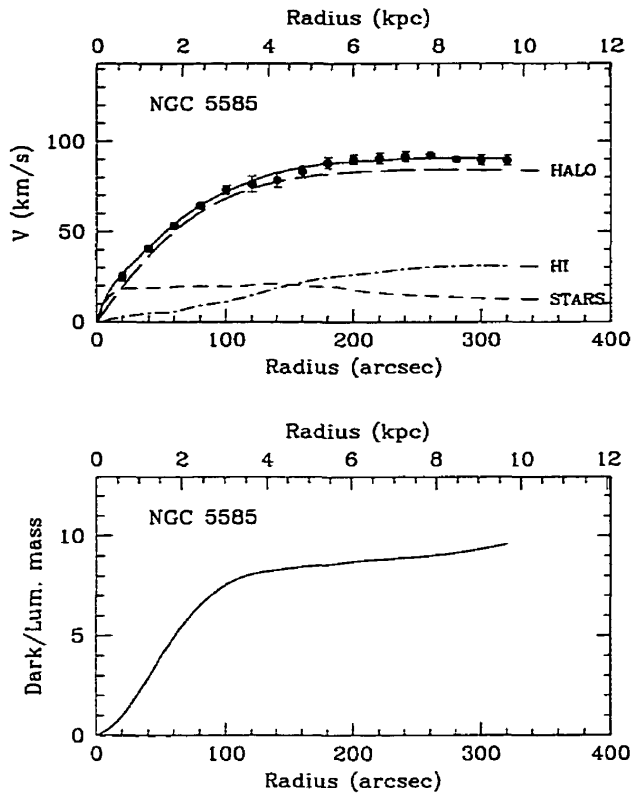 Radius (kpc)
0 2 4 6 8 10 12
NGC 5585
V (km/s)
100
50
0
HALO
HI
STARS
0 100 200 300 400
Radius (arcsec)
Radius (kpc)
0 2 4 6 8 10 12
NGC 5585
Dark/Lum. mass
10
5
0
0 100 200 300 400
Radius (arcsec)